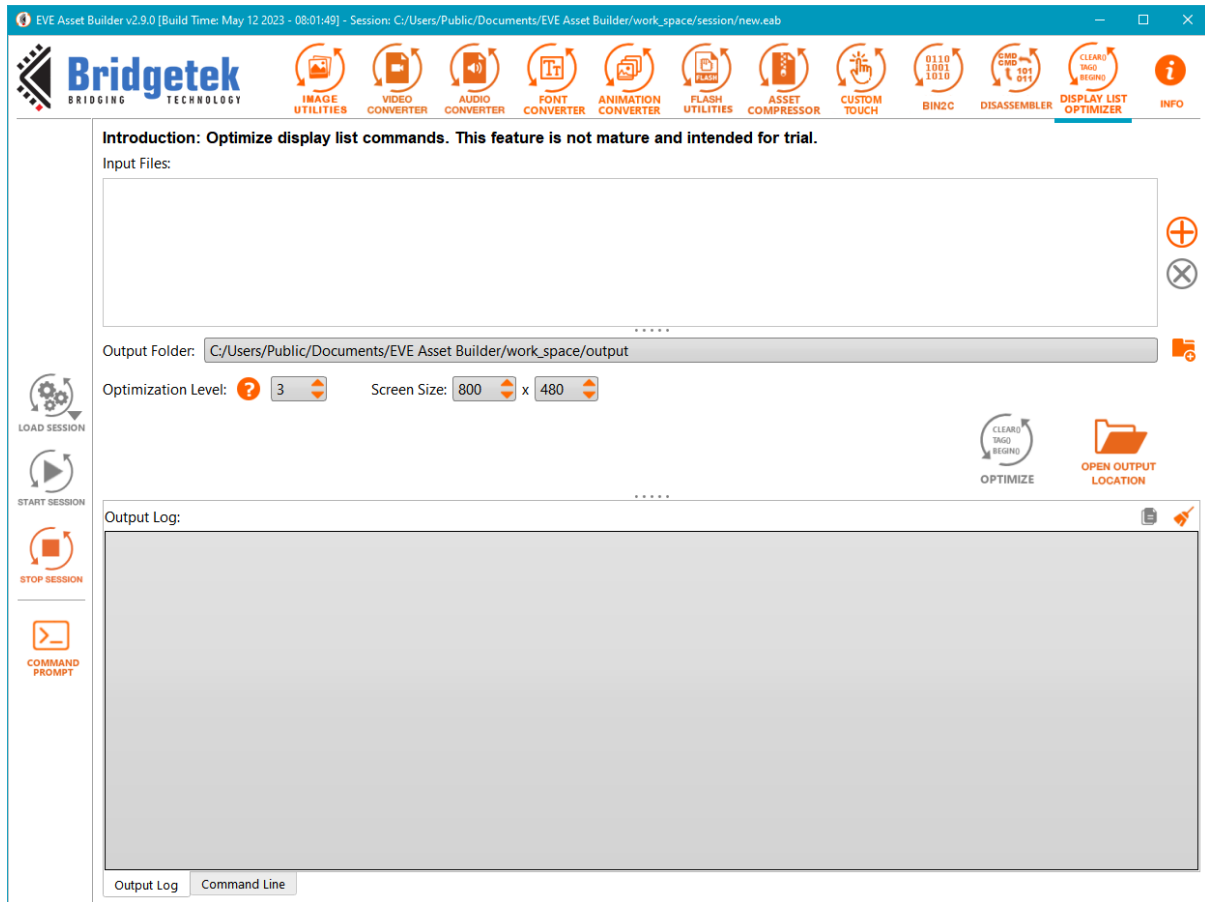 EVE Asset Builder v2.9.0 [Build Time: May 12 2023 - 08:01:49] - Session: C:/Users/Public/Documents/EVE Asset Builder/work_space/session/new.eab
Bridgetek
BRIDGING TECHNOLOGY
IMAGE UTILITIES
VIDEO CONVERTER
AUDIO CONVERTER
FONT CONVERTER
ANIMATION CONVERTER
FLASH
FLASH UTILITIES
ASSET COMPRESSOR
CUSTOM TOUCH
0110
1001
1010
BIN2C
CMD
CMD
101
011
DISASSEMBLER
CLEAR()
TAG()
BEGIN()
DISPLAY LIST OPTIMIZER
INFO
Introduction: Optimize display list commands. This feature is not mature and intended for trial.
Input Files:
Output Folder: C:/Users/Public/Documents/EVE Asset Builder/work_space/output
Optimization Level: ? 3 Screen Size: 800 x 480
LOAD SESSION
START SESSION
STOP SESSION
COMMAND
PROMPT
CLEAR()
TAG()
BEGIN()
OPTIMIZE
OPEN OUTPUT
LOCATION
Output Log:
Output Log Command Line